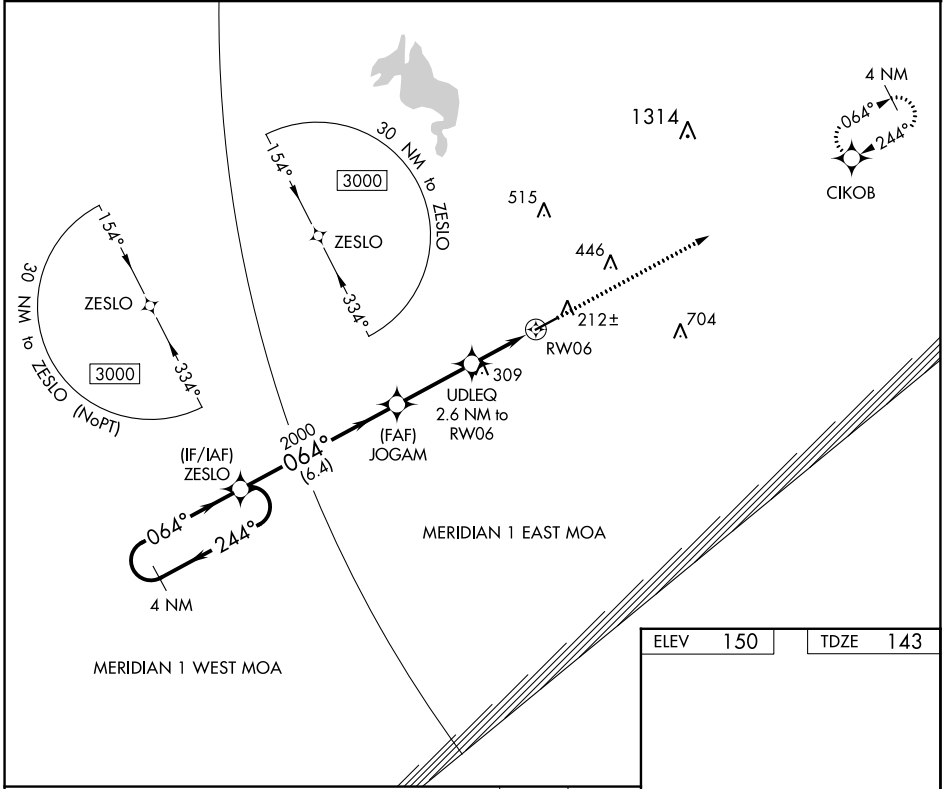 4 NM
064°
244°
CIKOB
1314
30 NM to ZESLO
154°
3000
ZESLO
334°
515
446
154°
ZESLO
30 NM to ZESLO (NoPT)
3000
334°
212±
RW06
704
309
UDLEQ
2.6 NM to
RW06
(FAF)
JOGAM
2000
064°
(6.4)
(IF/IAF)
ZESLO
064°
244°
4 NM
MERIDIAN 1 EAST MOA
MERIDIAN 1 WEST MOA
ELEV 150
TDZE 143